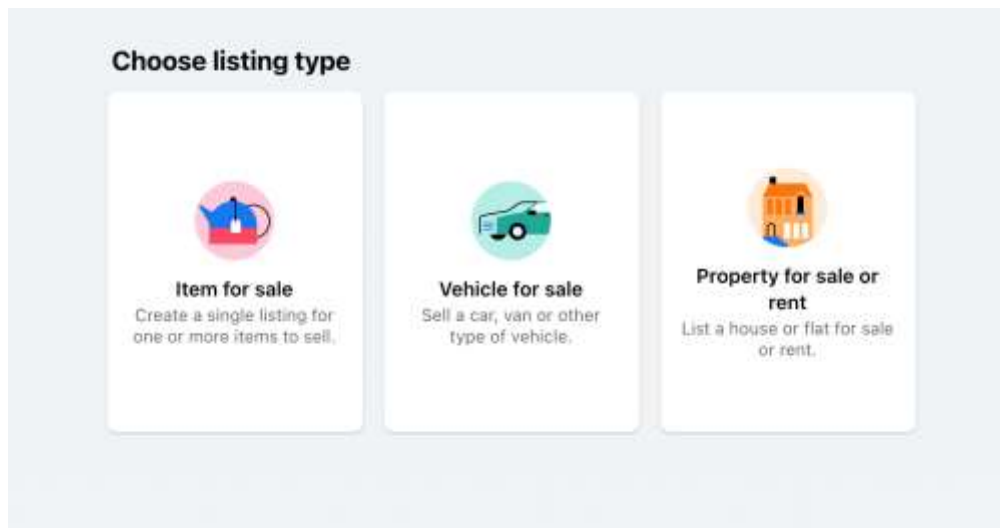 Choose listing type
Item for sale
Create a single listing for
one or more items to sell.
Vehicle for sale
Sell a car, van or other
type of vehicle.
Property for sale or
rent
List a house or flat for sale
or rent.